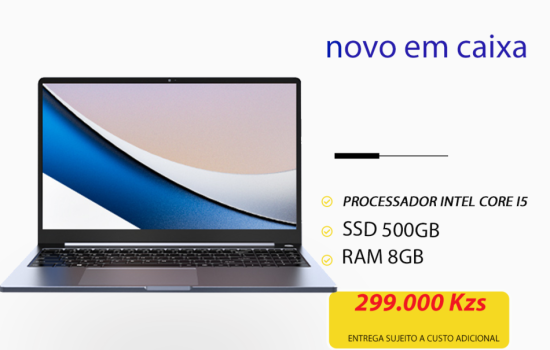 novo em caixa
PROCESSADOR INTEL CORE I5
SSD 500GB
RAM 8GB
299.000 Kzs
ENTREGA SUJEITO A CUSTO ADICIONAL